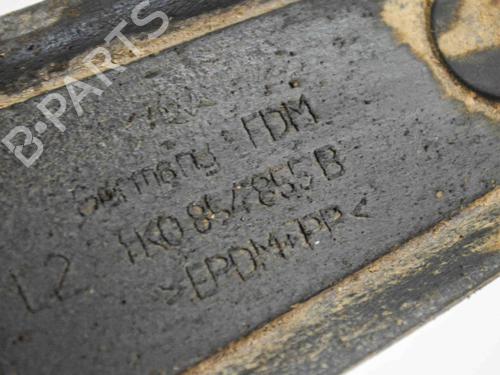 B-PARTS
Germany FDM
1K0 854 855 B
L2 >EPDM+PP<